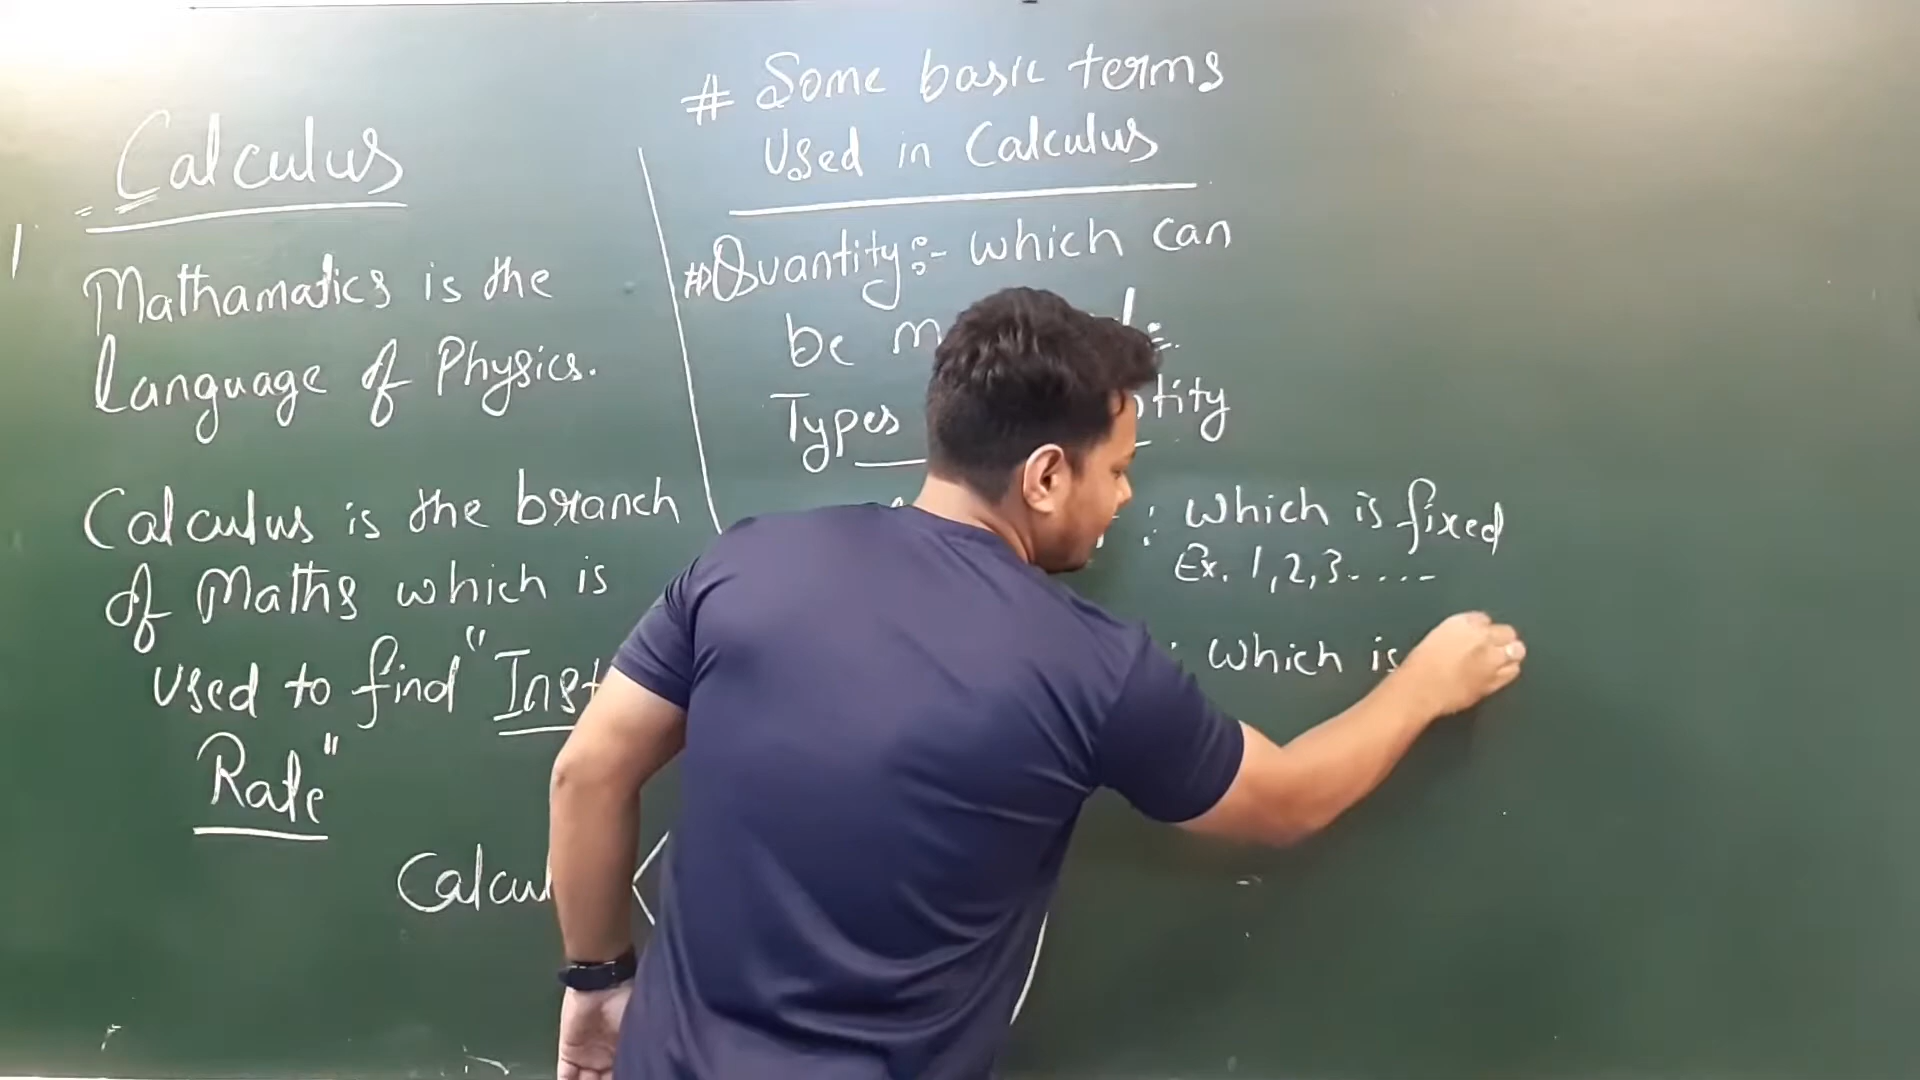 Calculus
Mathamatics is the
language of Physics.
Calculus is the branch
of Maths which is
used to find "Inst
Rate"
Calcul
# Some basic terms
Used in Calculus
# Quantity:- which can
be m
Types
: which is fixed
Ex. 1, 2, 3 - . . . -
: which is